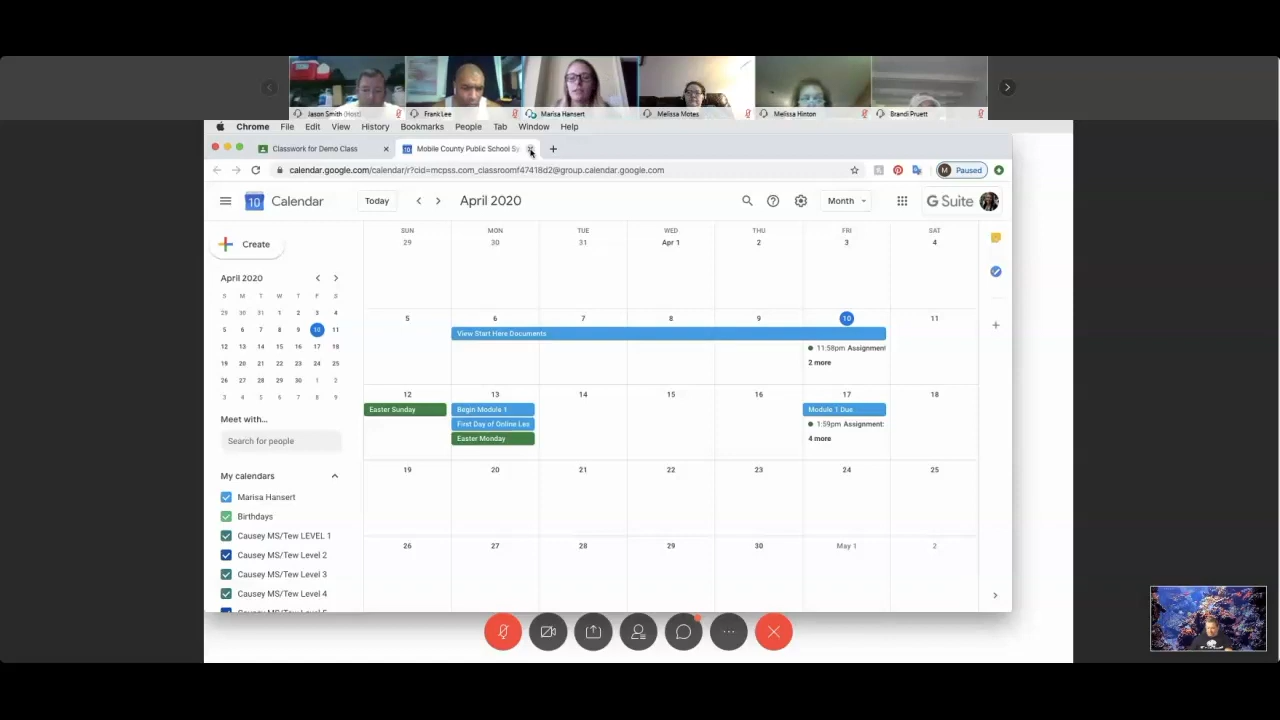 Jason Smith (Host)
Frank Lee
Marisa Hansert
Melissa Motes
Melissa Hinton
Brandi Pruett
Chrome File Edit View History Bookmarks People Tab Window Help
Classwork for Demo Class
Mobile County Public School Sy
calendar.google.com/calendar/r?cid=mcpss.com_classroomf47418d2@group.calendar.google.com
Paused
10 Calendar Today April 2020 Month G Suite
Create
April 2020
S M T W T F S
29 30 31 1 2 3 4
5 6 7 8 9 10 11
12 13 14 15 16 17 18
19 20 21 22 23 24 25
26 27 28 29 30 1 2
3 4 5 6 7 8 9
Meet with...
Search for people
My calendars
Marisa Hansert
Birthdays
Causey MS/Tew LEVEL 1
Causey MS/Tew Level 2
Causey MS/Tew Level 3
Causey MS/Tew Level 4
SUN MON TUE WED THU FRI SAT
29 30 31 Apr 1 2 3 4
5 6 7 8 9 10 11
View Start Here Documents
11:58pm Assignment
2 more
12 13 14 15 16 17 18
Easter Sunday Begin Module 1 Module 1 Due
First Day of Online Lea 1:59pm Assignment:
Easter Monday 4 more
19 20 21 22 23 24 25
26 27 28 29 30 May 1 2